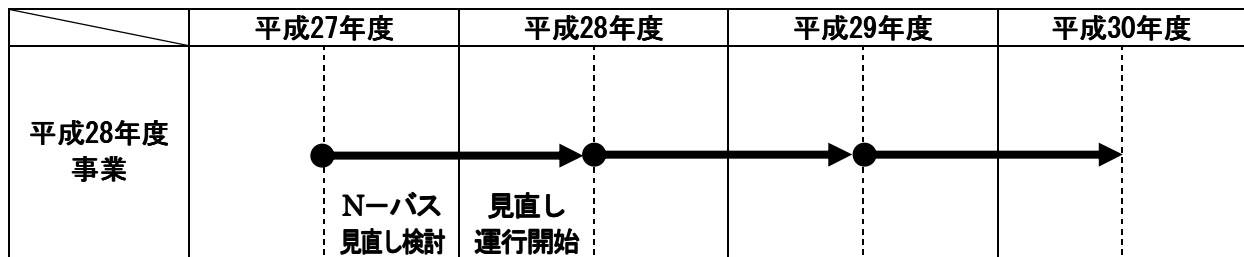 平成27年度
平成28年度
平成29年度
平成30年度
平成28年度
事業
N－バス
見直し検討
見直し
運行開始